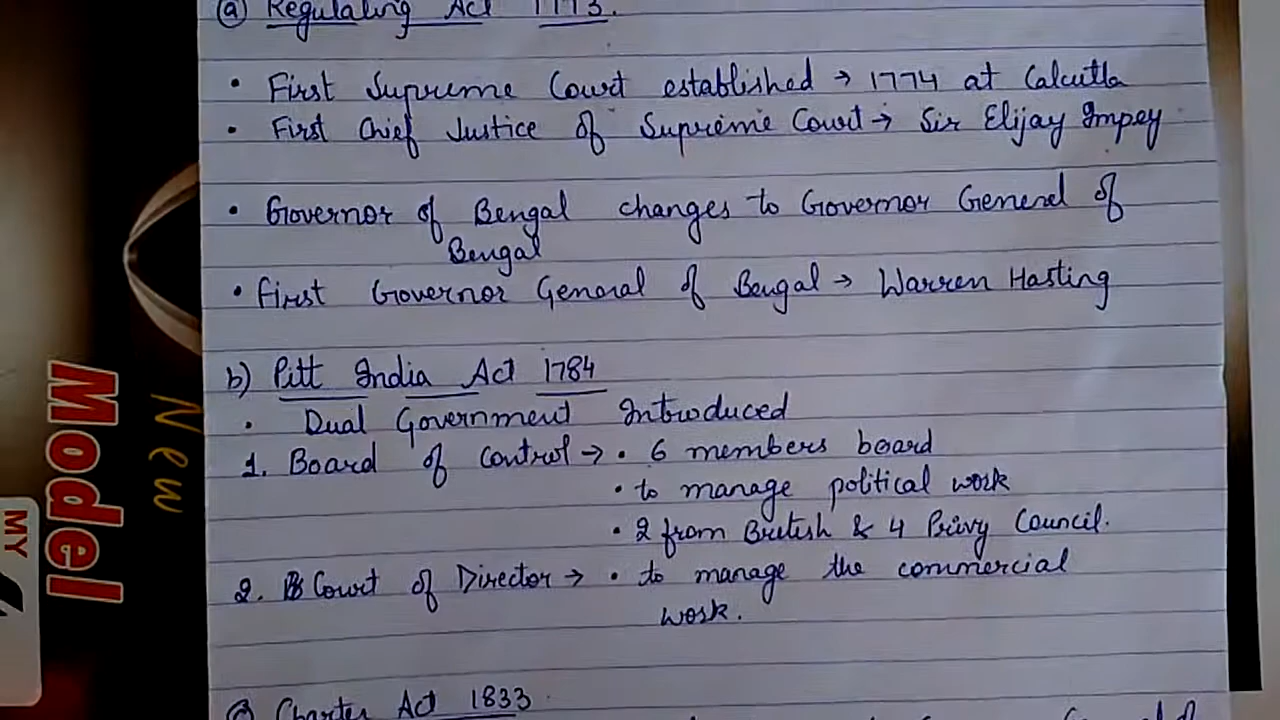 (a) Regulating Act 1773.
• First Supreme Court established → 1774 at Calcutta
• First Chief Justice of Supreme Court → Sir Elijay Impey
• Governor of Bengal changes to Governor General of
Bengal
• First Governor General of Bengal → Warren Hasting
b) Pitt India Act 1784
• Dual Government Introduced
1. Board of control → • 6 members board
• to manage political work
• 2 from British & 4 Privy Council.
2. Court of Director → • to manage the commercial
work.
Charter Act 1833
Model
New
MY